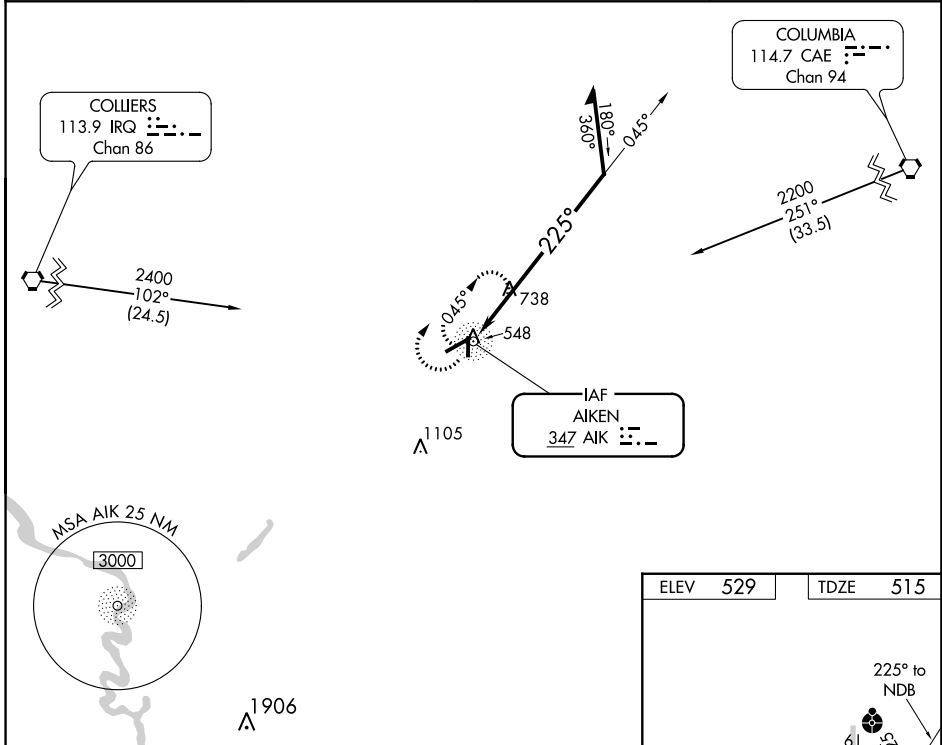 COLLIERS
113.9 IRQ
Chan 86
COLUMBIA
114.7 CAE
Chan 94
180°
360°
045°
225°
2200
251°
(33.5)
2400
102°
(24.5)
045°
738
548
IAF
AIKEN
347 AIK
1105
MSA AIK 25 NM
3000
1906
ELEV 529
TDZE 515
225° to
NDB